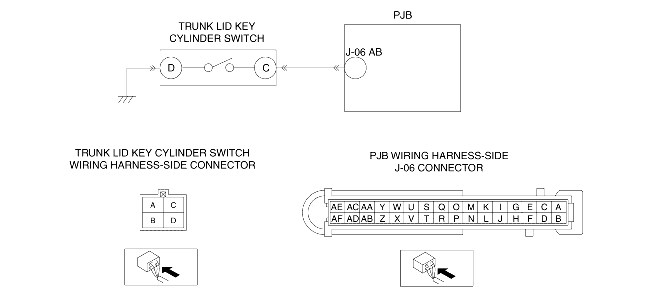 TRUNK LID KEY
CYLINDER SWITCH
PJB
D
C
J-06 AB
TRUNK LID KEY CYLINDER SWITCH
WIRING HARNESS-SIDE CONNECTOR
A C
B D
PJB WIRING HARNESS-SIDE
J-06 CONNECTOR
AE AC AA Y W U S Q O M K I G E C A
AF AD AB Z X V T R P N L J H F D B